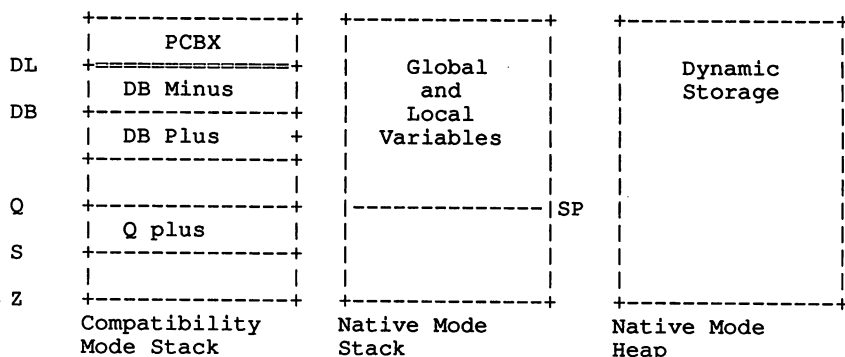 PCBX
DL
Global Dynamic
DB Minus and Storage
DB Local
DB Plus Variables
Q SP
Q plus
S
Z
Compatibility Native Mode Native Mode
Mode Stack Stack Heap